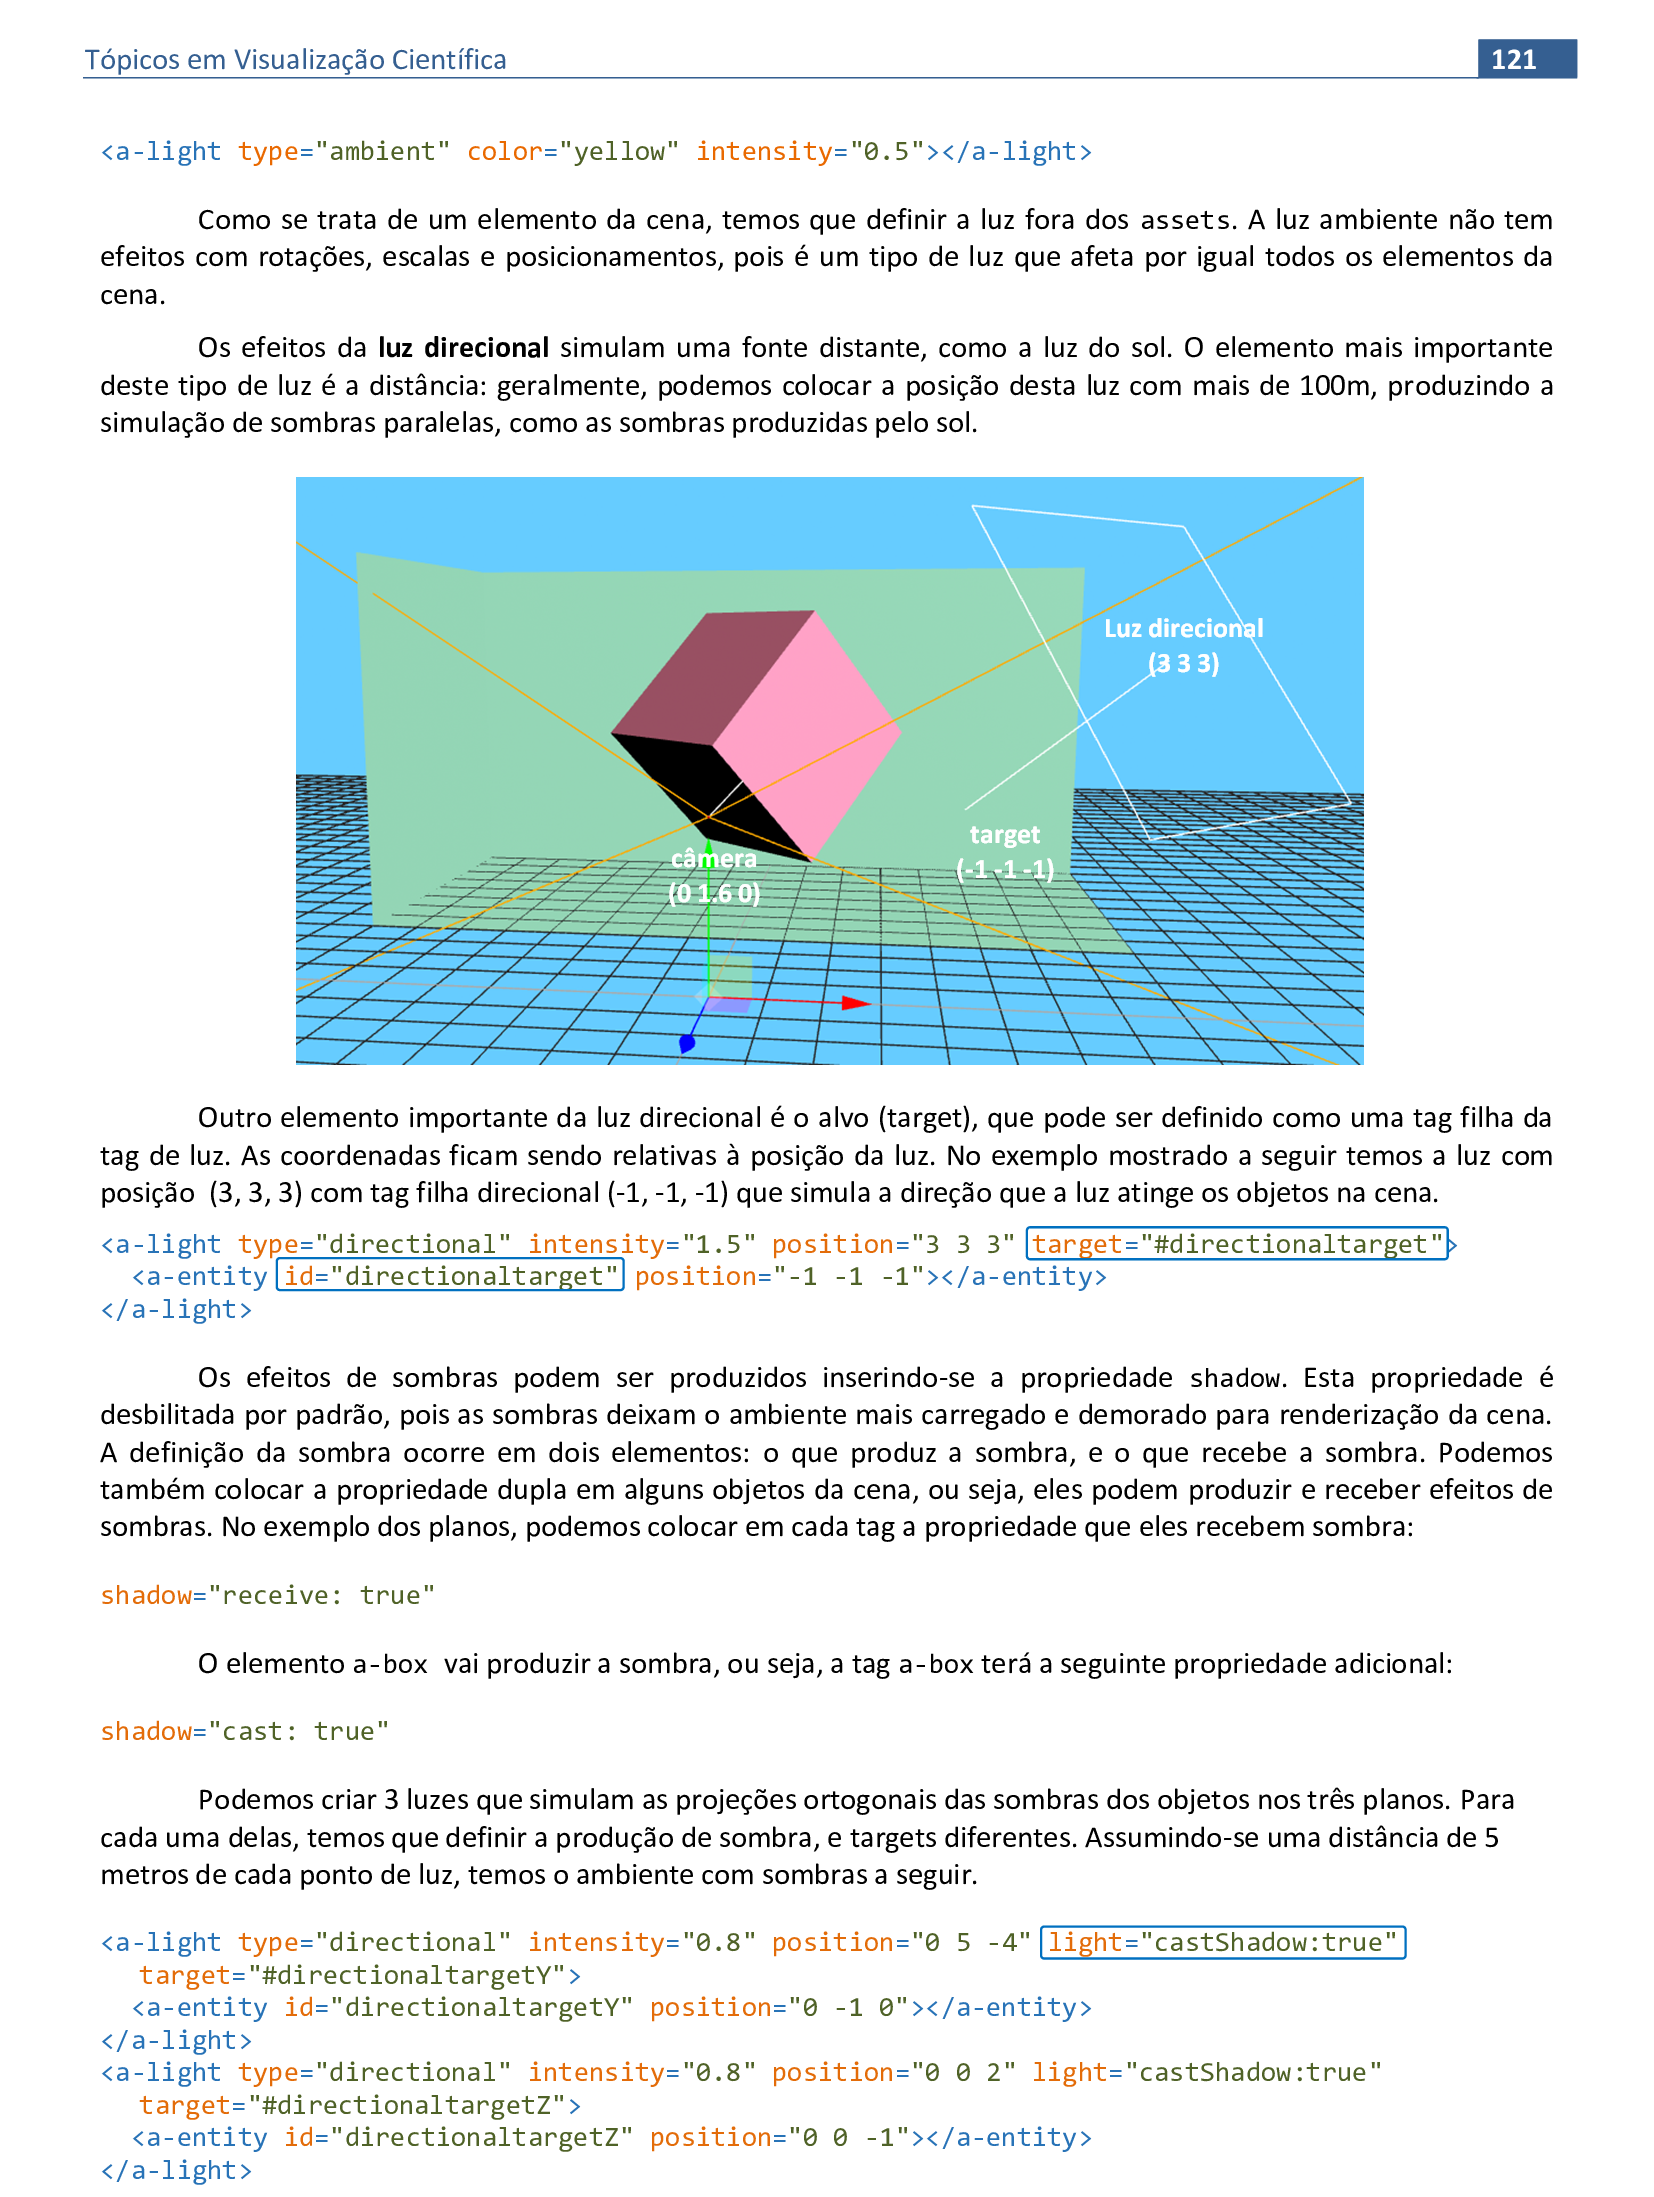 Tópicos em Visualização Científica 121
<a-light type="ambient" color="yellow" intensity="0.5"></a-light>
Como se trata de um elemento da cena, temos que definir a luz fora dos assets. A luz ambiente não tem
efeitos com rotações, escalas e posicionamentos, pois é um tipo de luz que afeta por igual todos os elementos da
cena.
Os efeitos da luz direcional simulam uma fonte distante, como a luz do sol. O elemento mais importante
deste tipo de luz é a distância: geralmente, podemos colocar a posição desta luz com mais de 100m, produzindo a
simulação de sombras paralelas, como as sombras produzidas pelo sol.
Luz direcional
(3 3 3)
target
(-1 -1 -1)
câmera
(0 1.6 0)
Outro elemento importante da luz direcional é o alvo (target), que pode ser definido como uma tag filha da
tag de luz. As coordenadas ficam sendo relativas à posição da luz. No exemplo mostrado a seguir temos a luz com
posição (3, 3, 3) com tag filha direcional (-1, -1, -1) que simula a direção que a luz atinge os objetos na cena.
<a-light type="directional" intensity="1.5" position="3 3 3" target="#directionaltarget">
<a-entity id="directionaltarget" position="-1 -1 -1"></a-entity>
</a-light>
Os efeitos de sombras podem ser produzidos inserindo-se a propriedade shadow. Esta propriedade é
desbilitada por padrão, pois as sombras deixam o ambiente mais carregado e demorado para renderização da cena.
A definição da sombra ocorre em dois elementos: o que produz a sombra, e o que recebe a sombra. Podemos
também colocar a propriedade dupla em alguns objetos da cena, ou seja, eles podem produzir e receber efeitos de
sombras. No exemplo dos planos, podemos colocar em cada tag a propriedade que eles recebem sombra:
shadow="receive: true"
O elemento a-box vai produzir a sombra, ou seja, a tag a-box terá a seguinte propriedade adicional:
shadow="cast: true"
Podemos criar 3 luzes que simulam as projeções ortogonais das sombras dos objetos nos três planos. Para
cada uma delas, temos que definir a produção de sombra, e targets diferentes. Assumindo-se uma distância de 5
metros de cada ponto de luz, temos o ambiente com sombras a seguir.
<a-light type="directional" intensity="0.8" position="0 5 -4" light="castShadow:true"
target="#directionaltargetY">
<a-entity id="directionaltargetY" position="0 -1 0"></a-entity>
</a-light>
<a-light type="directional" intensity="0.8" position="0 0 2" light="castShadow:true"
target="#directionaltargetZ">
<a-entity id="directionaltargetZ" position="0 0 -1"></a-entity>
</a-light>